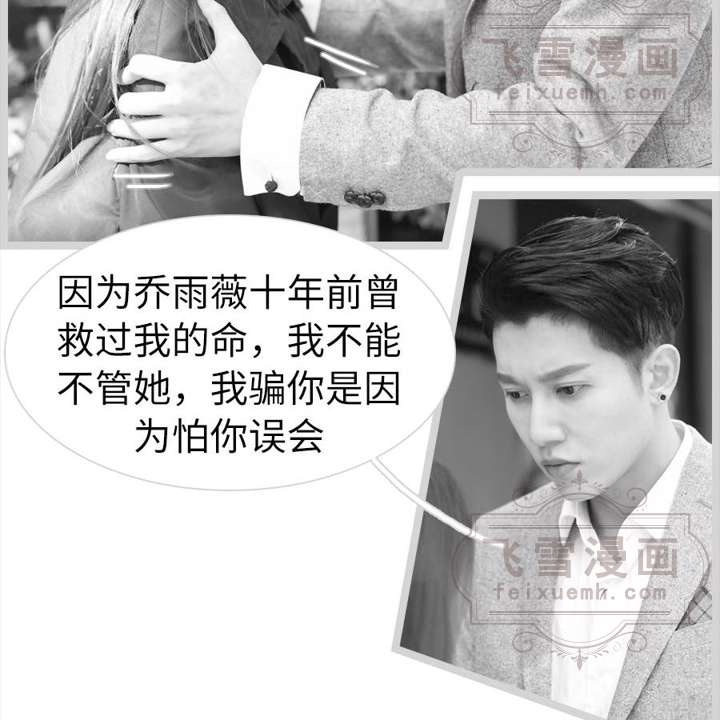 飞雪漫画
feixuemh.com
因为乔雨薇十年前曾
救过我的命，我不能
不管她，我骗你是因
为怕你误会
飞雪漫画
feixuemh.com